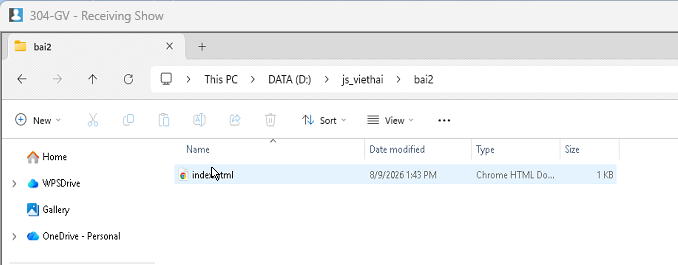 304-GV - Receiving Show
bai2
This PC > DATA (D:) > js_viethai > bai2
New Sort View
Name Date modified Type Size
Home
index.html 8/9/2026 1:43 PM Chrome HTML Do... 1 KB
WPSDrive
Gallery
OneDrive - Personal